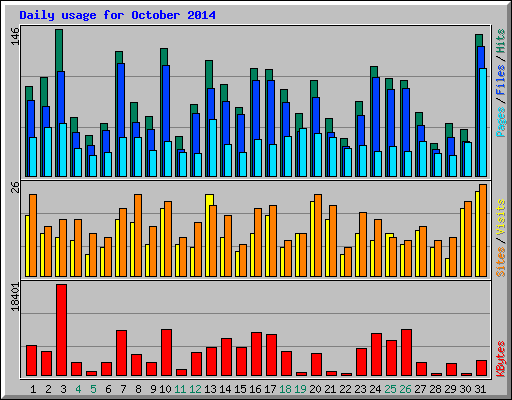 Daily usage for October 2014
146
Pages / Files / Hits
26
Sites / Visits
18401
KBytes
1 2 3 4 5 6 7 8 9 10 11 12 13 14 15 16 17 18 19 20 21 22 23 24 25 26 27 28 29 30 31